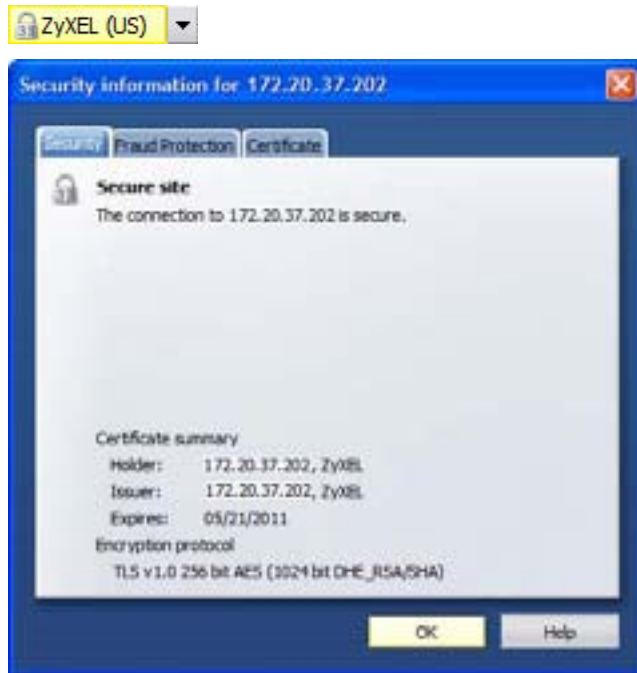 ZyXEL (US)
Security information for 172.20.37.202
Security Fraud Protection Certificate
Secure site
The connection to 172.20.37.202 is secure.
Certificate summary
Holder: 172.20.37.202, ZyXEL
Issuer: 172.20.37.202, ZyXEL
Expires: 05/21/2011
Encryption protocol
TLS v1.0 256 bit AES (1024 bit DHE_RSA/SHA)
OK Help